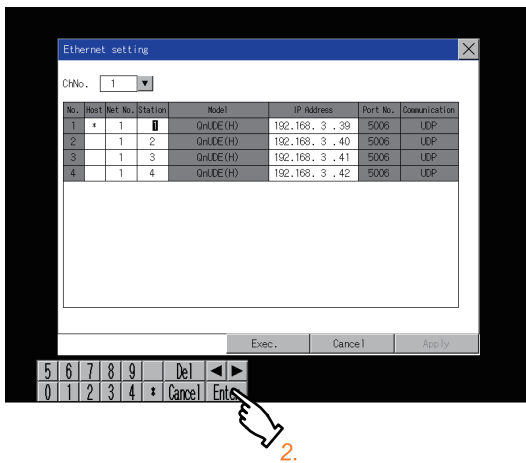 Ethernet setting
ChNo. 1
No. Host Net No. Station Model IP Address Port No. Communication
1 * 1 1 QnUDE(H) 192.168. 3 .39 5006 UDP
2 1 2 QnUDE(H) 192.168. 3 .40 5006 UDP
3 1 3 QnUDE(H) 192.168. 3 .41 5006 UDP
4 1 4 QnUDE(H) 192.168. 3 .42 5006 UDP
Exec. Cancel Apply
5 6 7 8 9 Del ◀ ▶
0 1 2 3 4 * Cancel Enter
2.